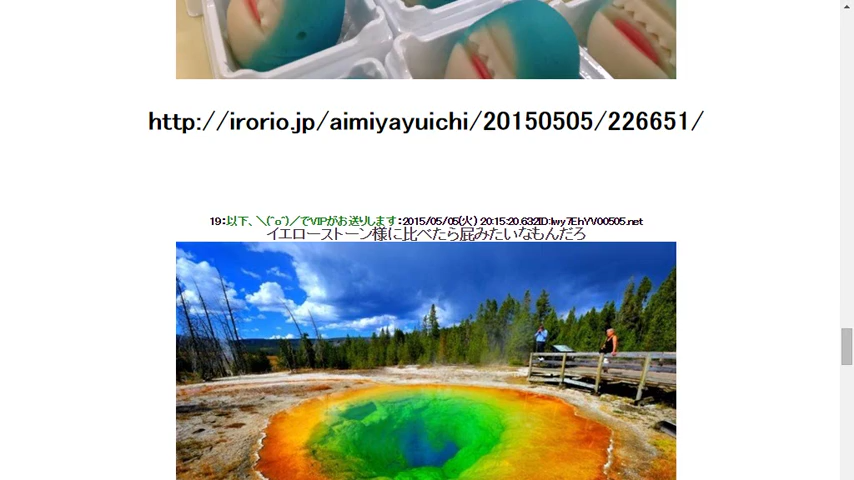 http://irorio.jp/aimiyayuichi/20150505/226651/
19:以下、＼(^o^)／でVIPがお送りします:2015/05/05(火) 20:15:20.632ID:lwy7EhYV00505.net
イエローストーン様に比べたら屁みたいなもんだろ